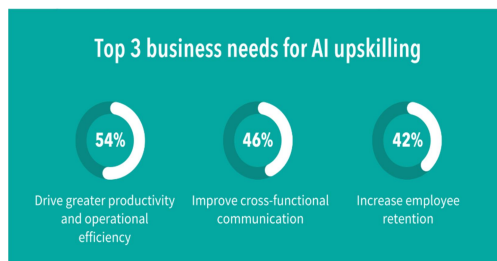 Top 3 business needs for AI upskilling
54%
Drive greater productivity
and operational
efficiency
46%
Improve cross-functional
communication
42%
Increase employee
retention